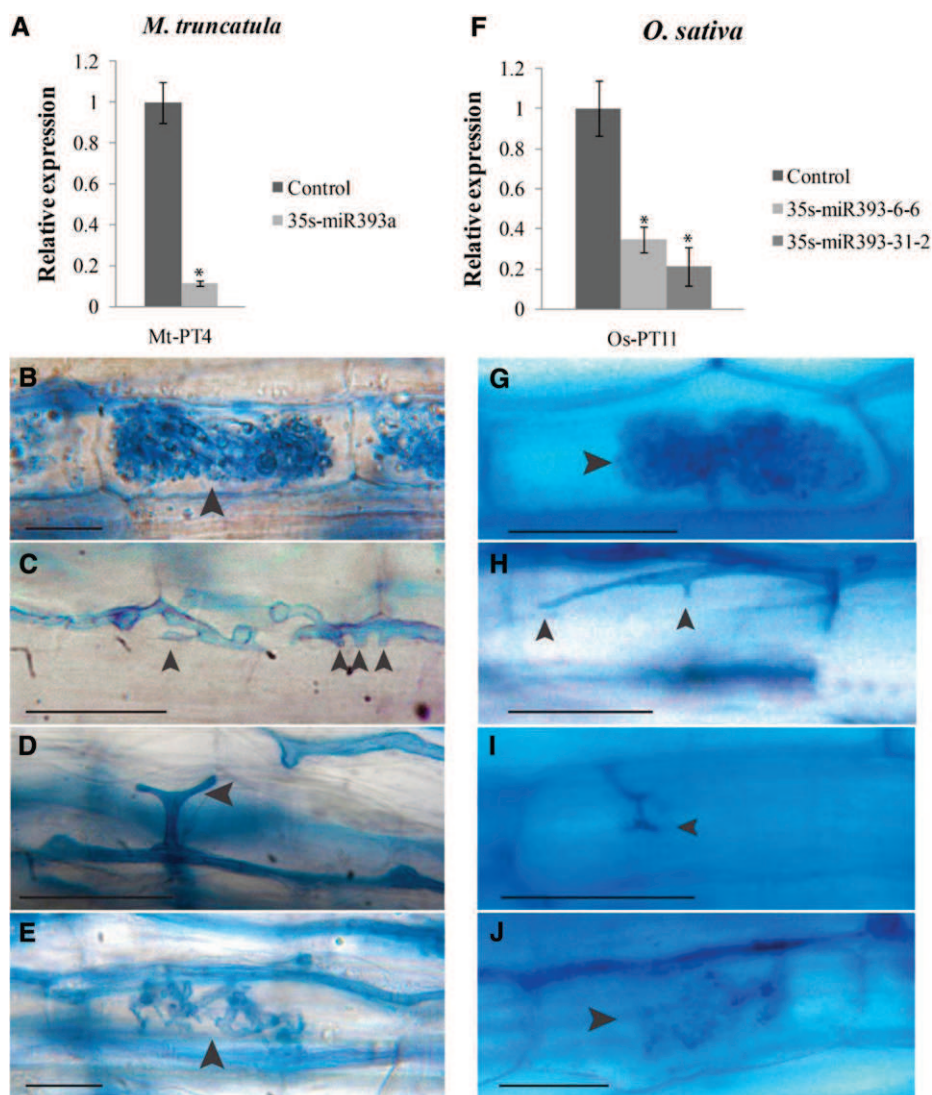 A
M. truncatula
Relative expression
1.2
1
0.8
0.6
0.4
0.2
0
*
Control
35s-miR393a
Mt-PT4
F
O. sativa
Relative expression
1.2
1
0.8
0.6
0.4
0.2
0
*
*
Control
35s-miR393-6-6
35s-miR393-31-2
Os-PT11
B
G
C
H
D
I
E
J